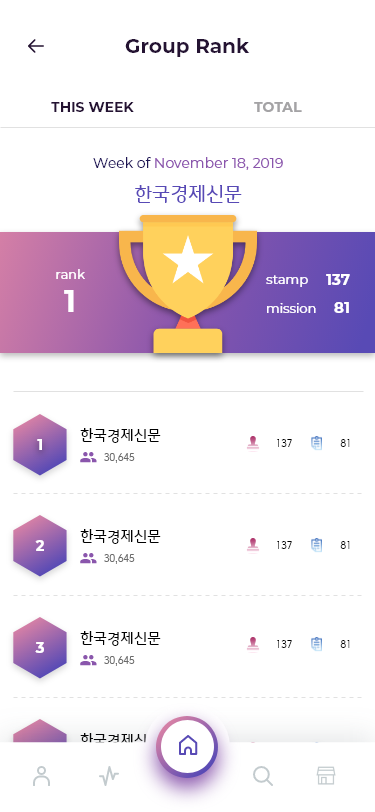 Group Rank
THIS WEEK TOTAL
Week of November 18, 2019
한국경제신문
rank
1
stamp 137
mission 81
1 한국경제신문 137 81
30,645
2 한국경제신문 137 81
30,645
3 한국경제신문 137 81
30,645